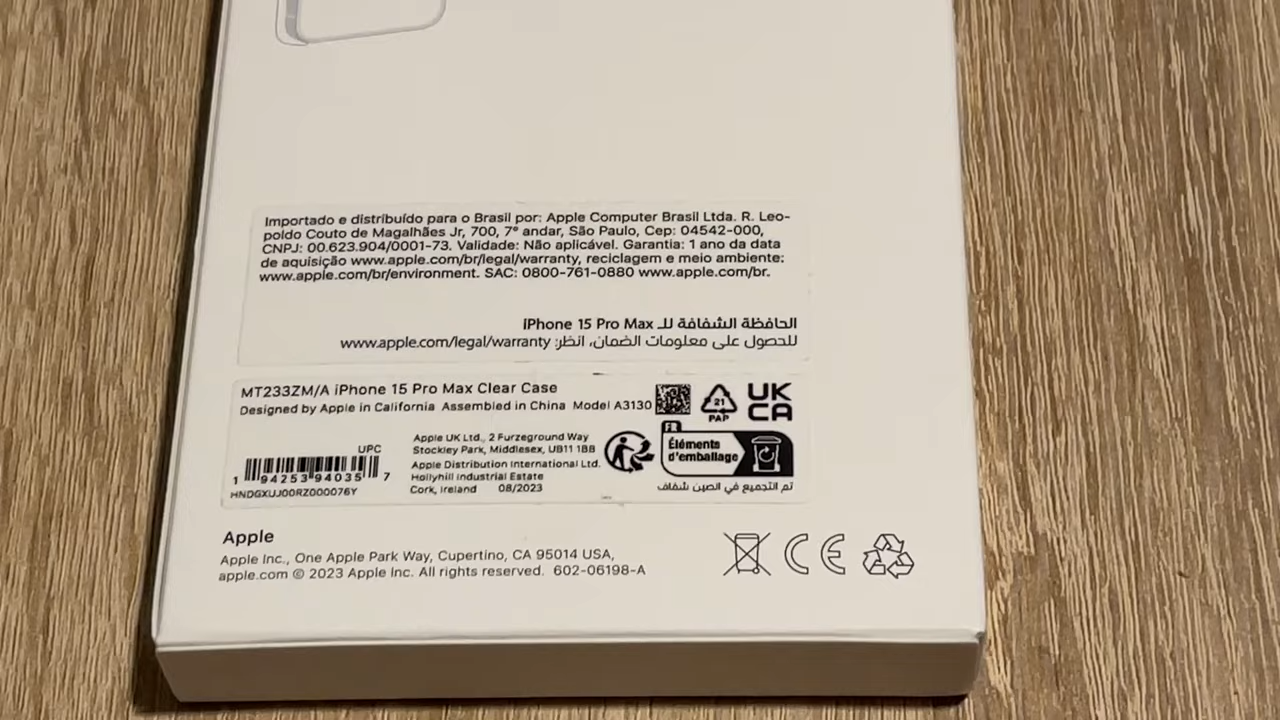 Importado e distribuído para o Brasil por: Apple Computer Brasil Ltda. R. Leo-
poldo Couto de Magalhães Jr, 700, 7° andar, São Paulo, Cep: 04542-000,
CNPJ: 00.623.904/0001-73. Validade: Não aplicável. Garantia: 1 ano da data
de aquisição www.apple.com/br/legal/warranty, reciclagem e meio ambiente:
www.apple.com/br/environment. SAC: 0800-761-0880 www.apple.com/br.
الحافظة الشفافة للـ iPhone 15 Pro Max
للحصول على معلومات الضمان، انظر: www.apple.com/legal/warranty
MT233ZM/A iPhone 15 Pro Max Clear Case
Designed by Apple in California Assembled in China Model A3130
21
PAP
UK
CA
UPC
1 94253 94035 7
HNDGXUJ00RZ000076Y
Apple UK Ltd., 2 Furzeground Way
Stockley Park, Middlesex, UB11 1BB
Apple Distribution International Ltd.
Hollyhill Industrial Estate
Cork, Ireland 08/2023
FR
Éléments
d'emballage
تم التجميع في الصين شفاف
Apple
Apple Inc., One Apple Park Way, Cupertino, CA 95014 USA,
apple.com © 2023 Apple Inc. All rights reserved. 602-06198-A
CE